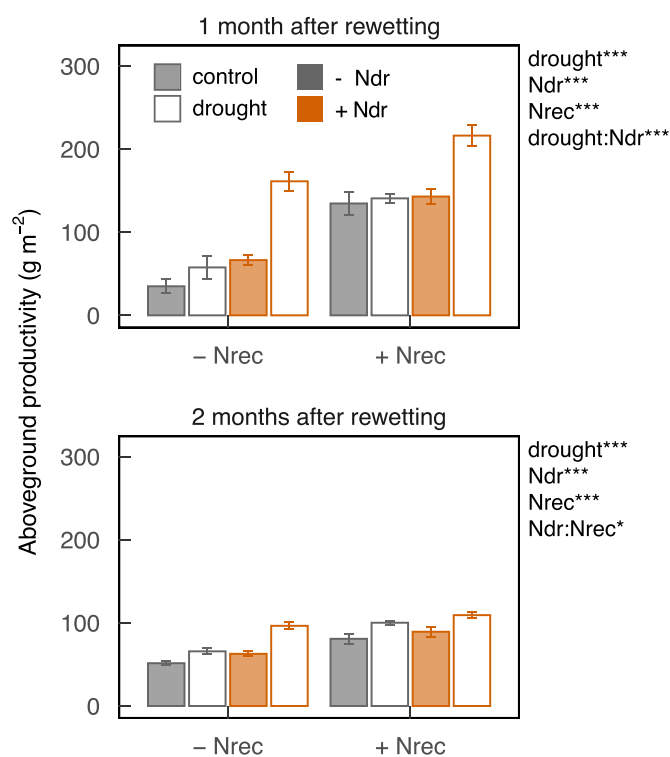 1 month after rewetting
300
200
100
0
control
drought
- Ndr
+ Ndr
drought***
Ndr***
Nrec***
drought:Ndr***
− Nrec
+ Nrec
Aboveground productivity (g m⁻²)
2 months after rewetting
300
200
100
0
drought***
Ndr***
Nrec***
Ndr:Nrec*
− Nrec
+ Nrec